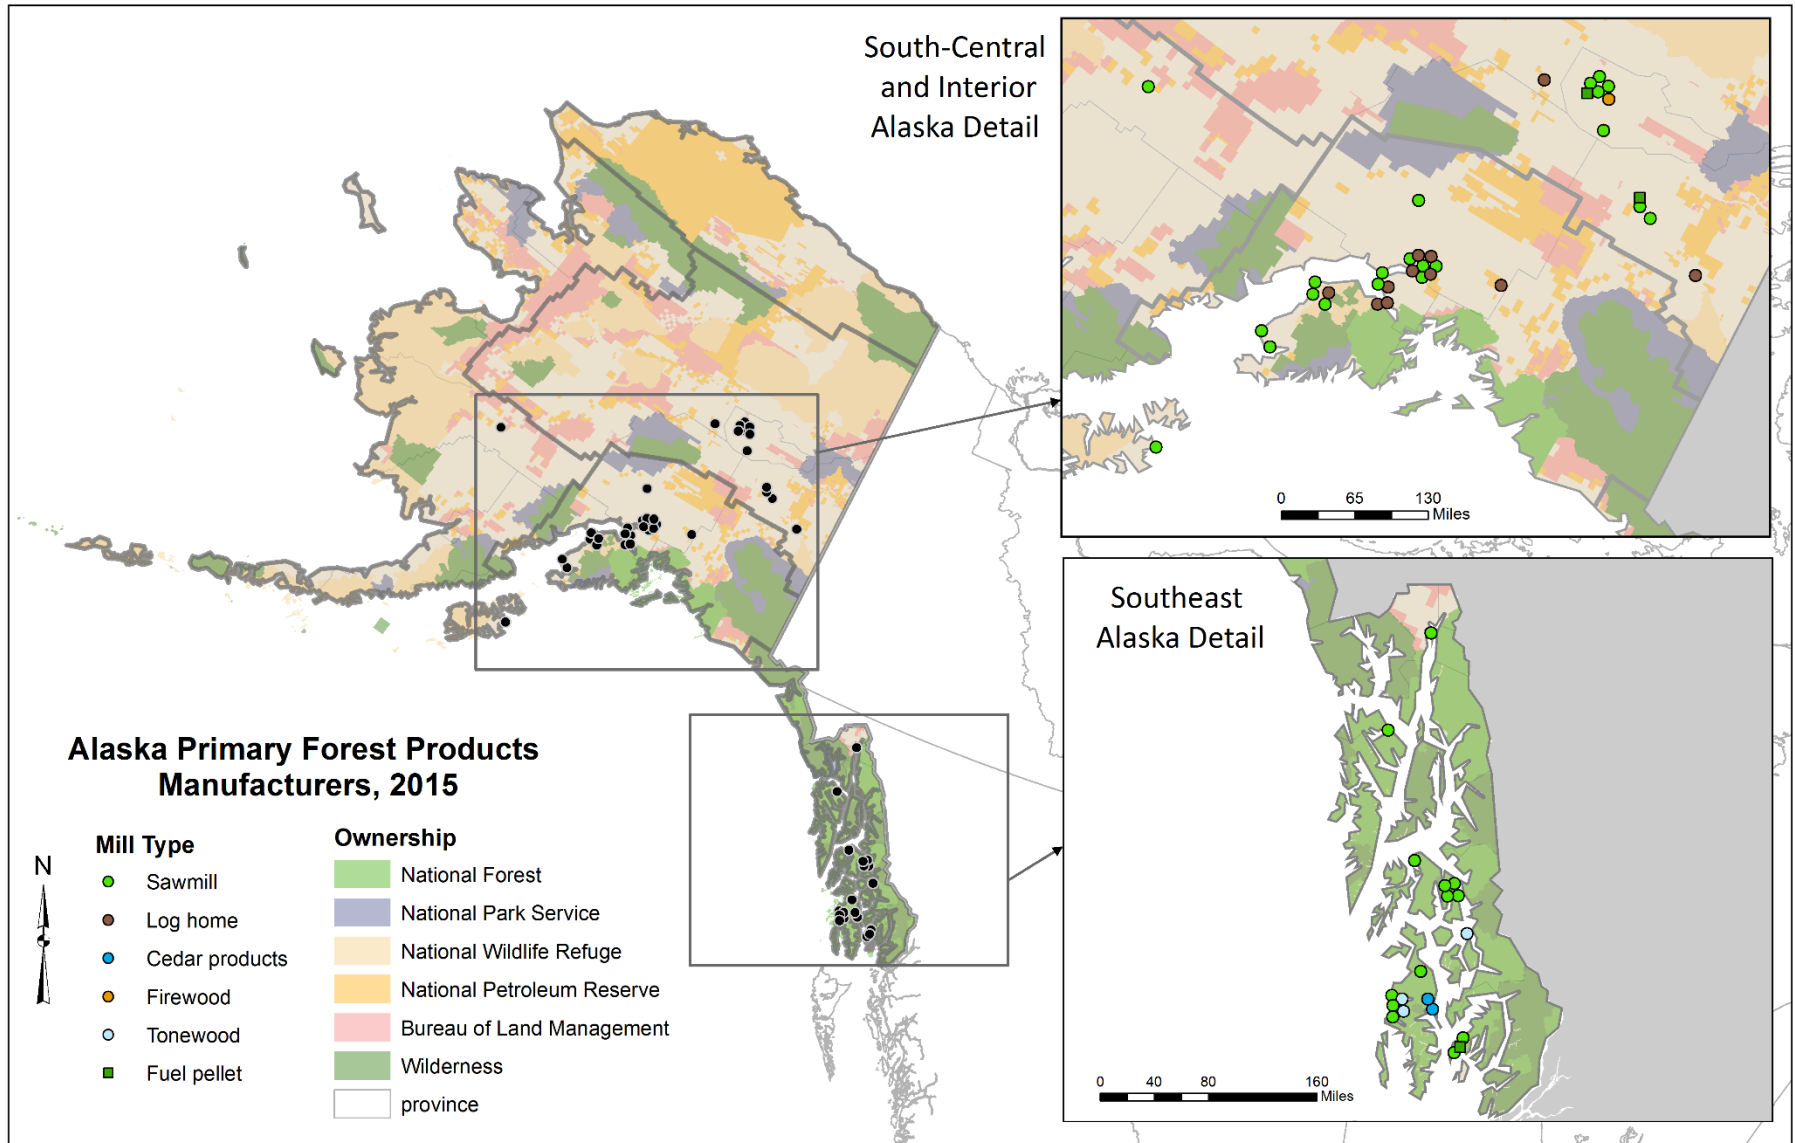 South-Central
and Interior
Alaska Detail
0 65 130
Miles
Southeast
Alaska Detail
0 40 80 160
Miles
Alaska Primary Forest Products
Manufacturers, 2015
N
Mill Type
Sawmill
Log home
Cedar products
Firewood
Tonewood
Fuel pellet
Ownership
National Forest
National Park Service
National Wildlife Refuge
National Petroleum Reserve
Bureau of Land Management
Wilderness
province